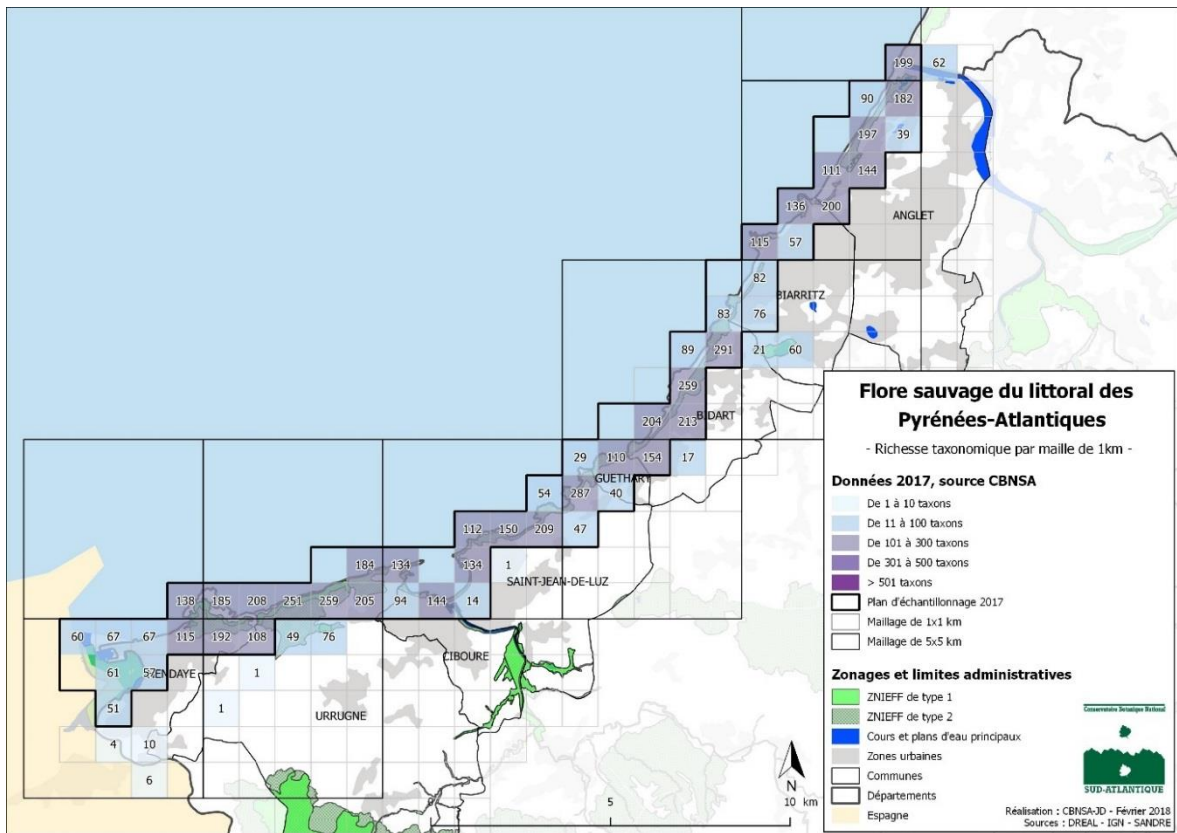 199 62
90 182
197 39
111 144
136 200
ANGLET
115 57
82
BIARRITZ
83 76
89 291 21 60
259
BIDART
204 213
29 110 154 17
GUETHARY
54 287 40
112 150 209 47
184 134 134 1
SAINT-JEAN-DE-LUZ
138 185 208 251 259 205 94 144 14
60 67 67 115 192 108 49 76
CIBOURE
61 57 1
ENDAYE
51 1
URRUGNE
4 10
6
0 5 10 km
N
Flore sauvage du littoral des
Pyrénées-Atlantiques
- Richesse taxonomique par maille de 1km -
Données 2017, source CBNSA
De 1 à 10 taxons
De 11 à 100 taxons
De 101 à 300 taxons
De 301 à 500 taxons
> 501 taxons
Plan d'échantillonnage 2017
Maillage de 1x1 km
Maillage de 5x5 km
Zonages et limites administratives
ZNIEFF de type 1
ZNIEFF de type 2
Cours et plans d'eau principaux
Zones urbaines
Communes
Départements
Espagne
Conservatoire Botanique National
SUD-ATLANTIQUE
Réalisation : CBNSA-JD - Février 2018
Sources : DREAL - IGN - SANDRE